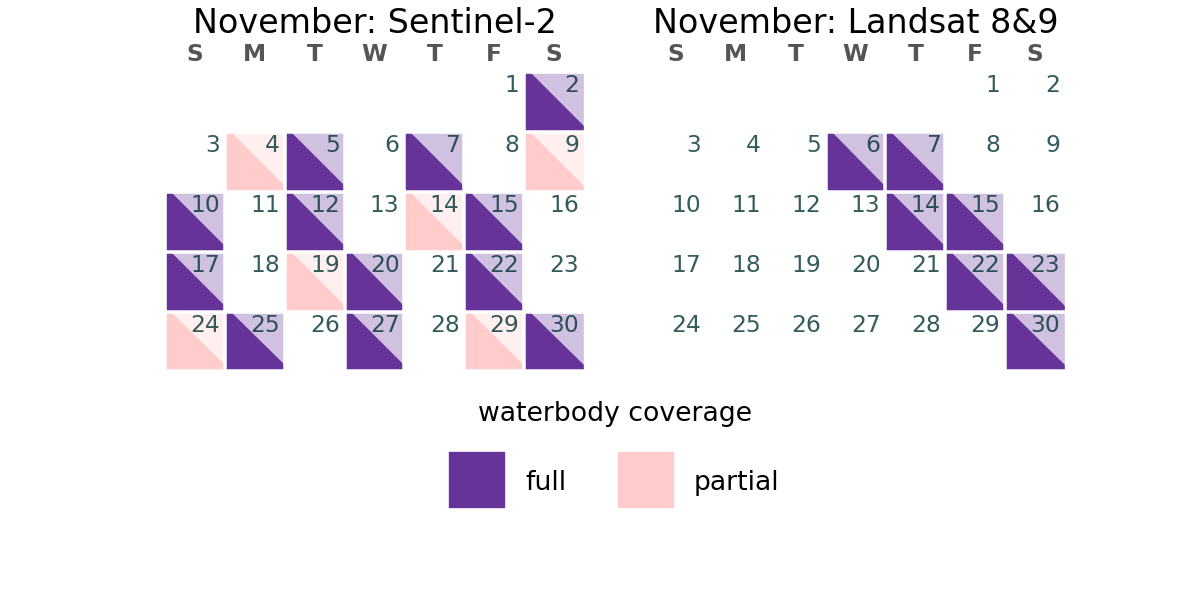 November: Sentinel-2
S M T W T F S
1 2
3 4 5 6 7 8 9
10 11 12 13 14 15 16
17 18 19 20 21 22 23
24 25 26 27 28 29 30
November: Landsat 8&9
S M T W T F S
1 2
3 4 5 6 7 8 9
10 11 12 13 14 15 16
17 18 19 20 21 22 23
24 25 26 27 28 29 30
waterbody coverage
full partial